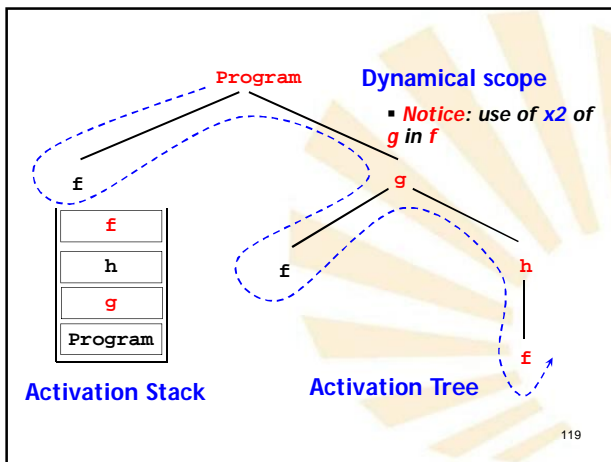 Program
Dynamical scope
▪ Notice: use of x2 of
g in f
f
g
f
h
f
f
h
g
Program
Activation Stack
Activation Tree
119